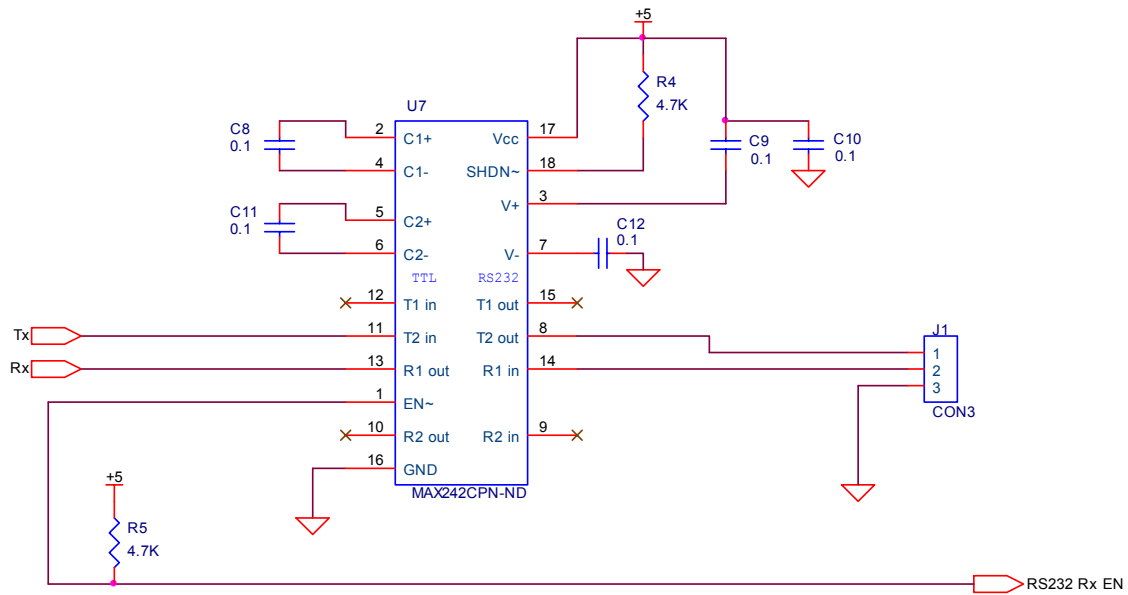 +5
R4
4.7K
U7
C8
0.1
2
C1+
Vcc
17
C9
0.1
C10
0.1
4
C1-
SHDN~
18
V+
3
C11
0.1
5
C2+
6
C2-
V-
7
C12
0.1
TTL
RS232
12
T1 in
T1 out
15
Tx
11
T2 in
T2 out
8
J1
1
2
3
CON3
Rx
13
R1 out
R1 in
14
1
EN~
10
R2 out
R2 in
9
16
GND
MAX242CPN-ND
+5
R5
4.7K
RS232 Rx EN